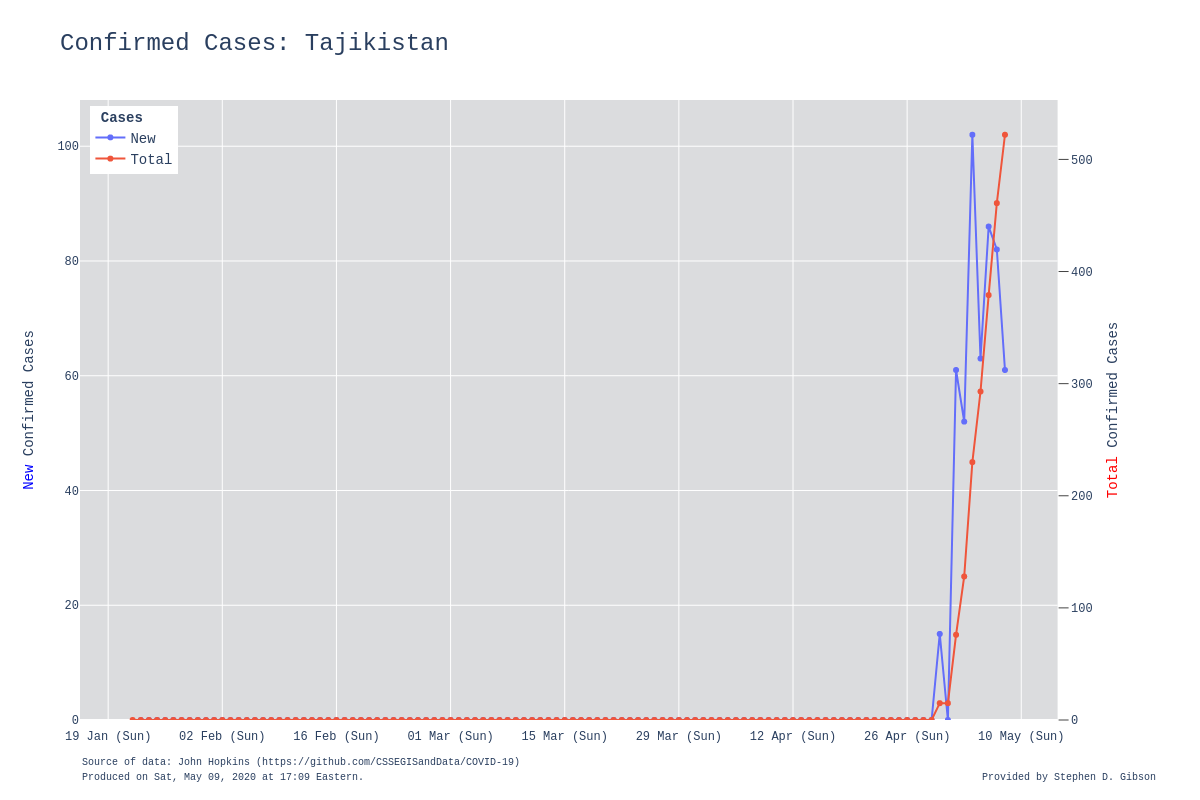 Confirmed Cases: Tajikistan
Cases
New
Total
100
80
60
40
20
0
500
400
300
200
100
0
New Confirmed Cases
Total Confirmed Cases
19 Jan (Sun) 02 Feb (Sun) 16 Feb (Sun) 01 Mar (Sun) 15 Mar (Sun) 29 Mar (Sun) 12 Apr (Sun) 26 Apr (Sun) 10 May (Sun)
Source of data: John Hopkins (https://github.com/CSSEGISandData/COVID-19)
Produced on Sat, May 09, 2020 at 17:09 Eastern.
Provided by Stephen D. Gibson